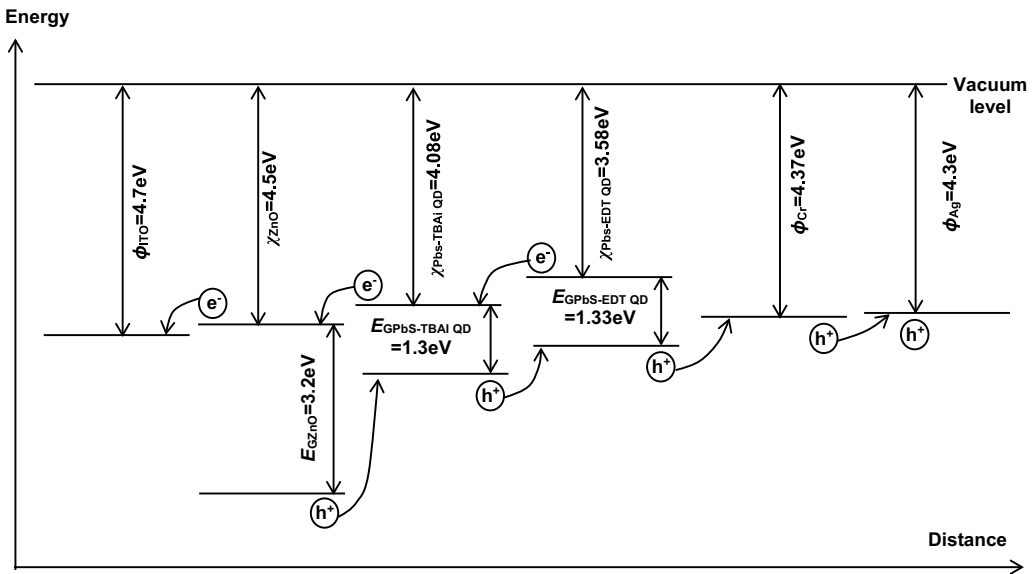 Energy
Vacuum
level
ϕITO=4.7eV
χZnO=4.5eV
χPbs-TBAi QD=4.08eV
χPbs-EDT QD=3.58eV
ϕCr=4.37eV
ϕAg=4.3eV
e-
e-
e-
e-
EGZnO=3.2eV
EGPbS-TBAI QD
=1.3eV
EGPbS-EDT QD
=1.33eV
h+
h+
h+
h+
h+
h+
Distance